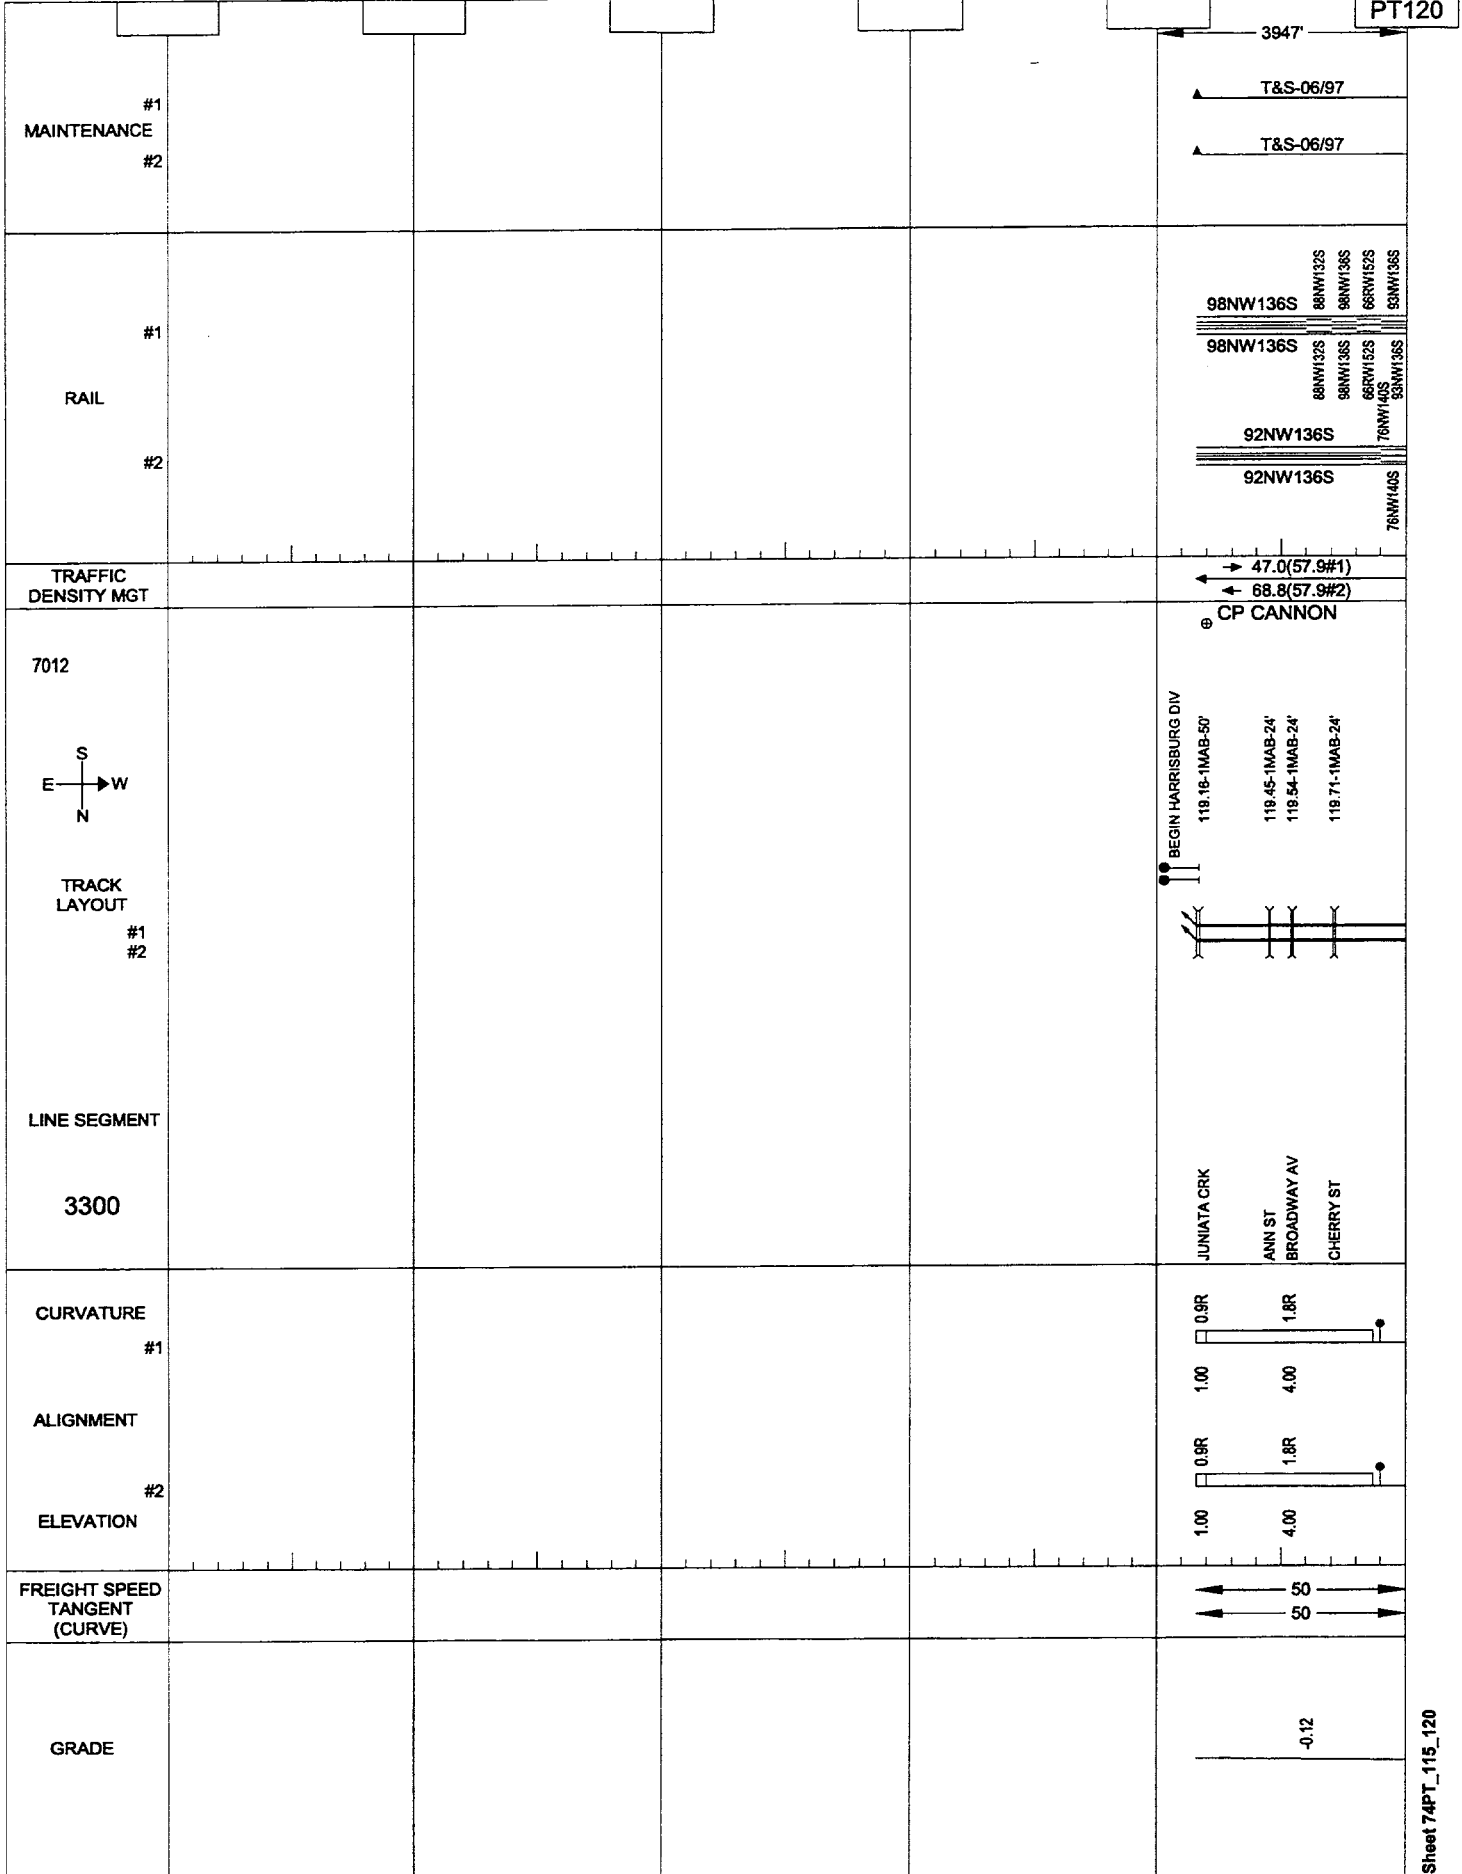 PT120
3947'
#1
MAINTENANCE
#2
T&S-06/97
T&S-06/97
RAIL
#1
#2
98NW136S
98NW136S
88NW132S
98NW136S
66RW152S
93NW136S
88NW132S
98NW136S
66RW152S
93NW136S
76NW140S
92NW136S
92NW136S
76NW140S
TRAFFIC
DENSITY MGT
47.0(57.9#1)
68.8(57.9#2)
CP CANNON
7012
S
E W
N
BEGIN HARRISBURG DIV
119.16-1MAB-50'
119.45-1MAB-24'
119.54-1MAB-24'
119.71-1MAB-24'
TRACK
LAYOUT
#1
#2
LINE SEGMENT
3300
JUNIATA CRK
ANN ST
BROADWAY AV
CHERRY ST
CURVATURE
#1
0.9R
1.8R
1.00
4.00
ALIGNMENT
#2
0.9R
1.8R
ELEVATION
1.00
4.00
FREIGHT SPEED
TANGENT
(CURVE)
50
50
GRADE
-0.12
Sheet 74PT_115_120